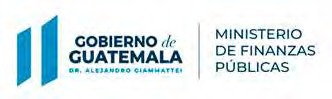 GOBIERNO de
GUATEMALA
DR. ALEJANDRO GIAMMATTEI
MINISTERIO
DE FINANZAS
PÚBLICAS